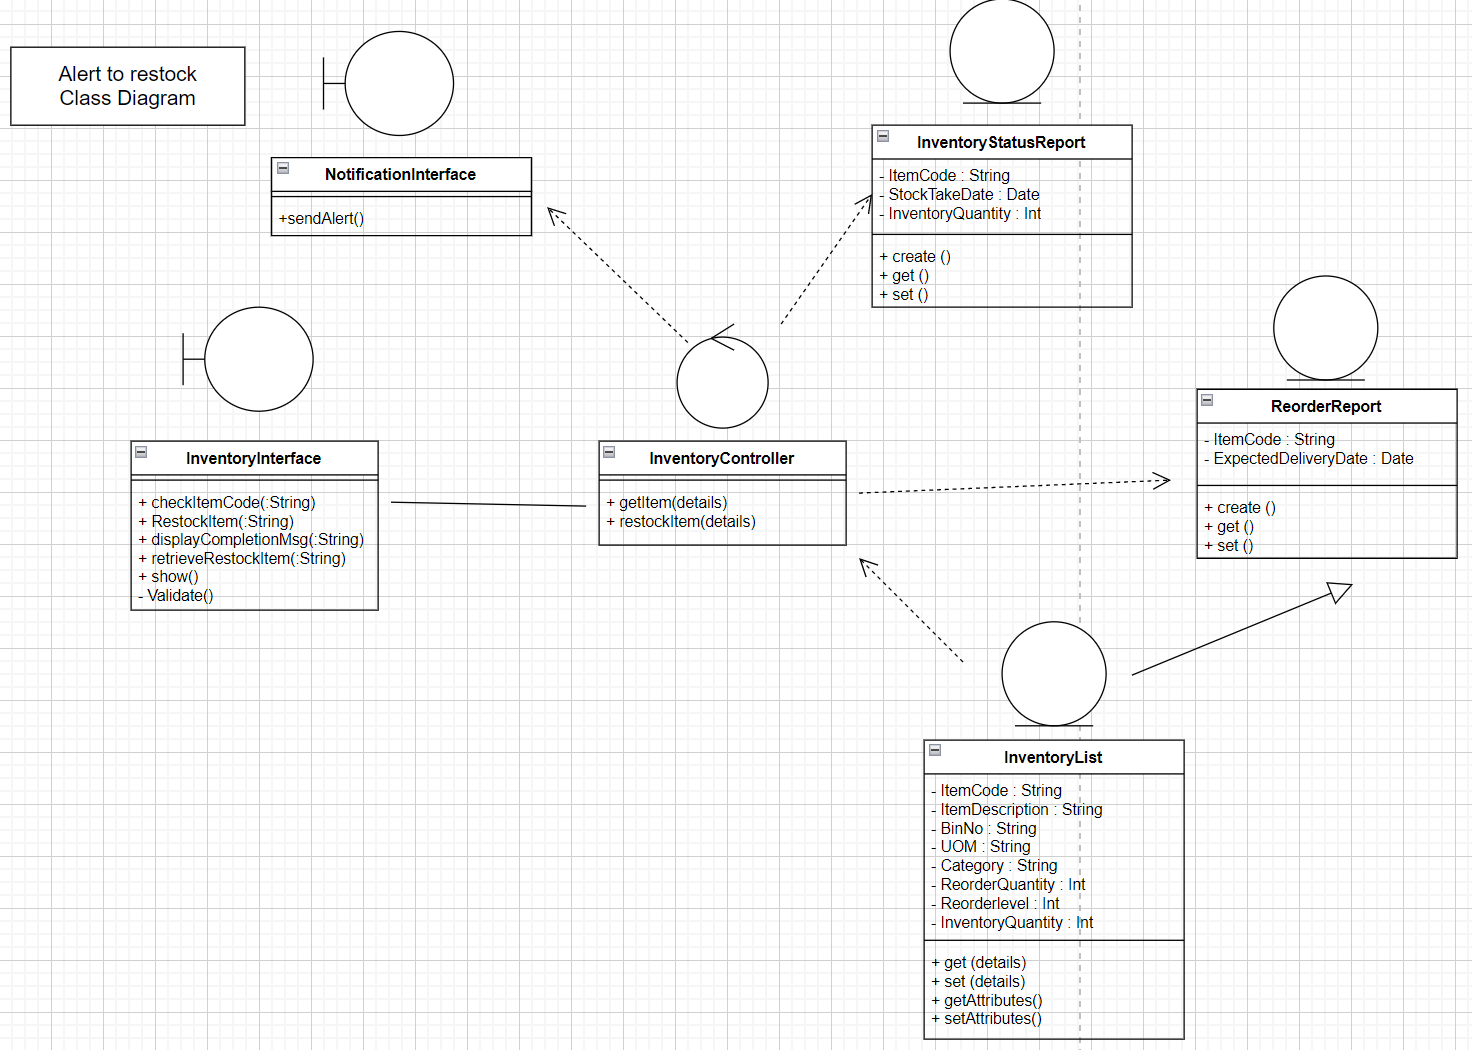 Alert to restock
Class Diagram
NotificationInterface
+sendAlert()
InventoryStatusReport
- ItemCode : String
- StockTakeDate : Date
- InventoryQuantity : Int
+ create ()
+ get ()
+ set ()
InventoryInterface
+ checkItemCode(:String)
+ RestockItem(:String)
+ displayCompletionMsg(:String)
+ retrieveRestockItem(:String)
+ show()
- Validate()
InventoryController
+ getItem(details)
+ restockItem(details)
ReorderReport
- ItemCode : String
- ExpectedDeliveryDate : Date
+ create ()
+ get ()
+ set ()
InventoryList
- ItemCode : String
- ItemDescription : String
- BinNo : String
- UOM : String
- Category : String
- ReorderQuantity : Int
- Reorderlevel : Int
- InventoryQuantity : Int
+ get (details)
+ set (details)
+ getAttributes()
+ setAttributes()